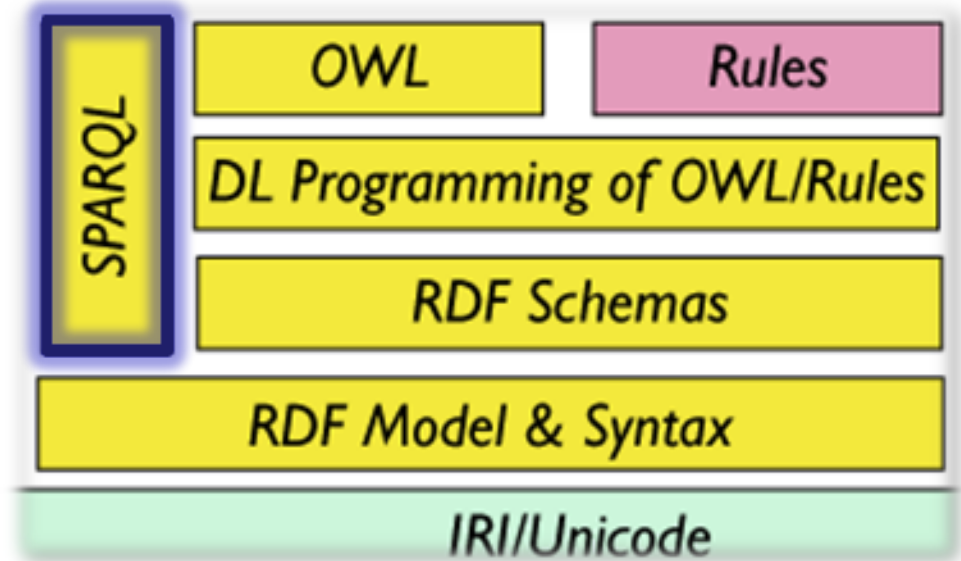 SPARQL
OWL
Rules
DL Programming of OWL/Rules
RDF Schemas
RDF Model & Syntax
IRI/Unicode